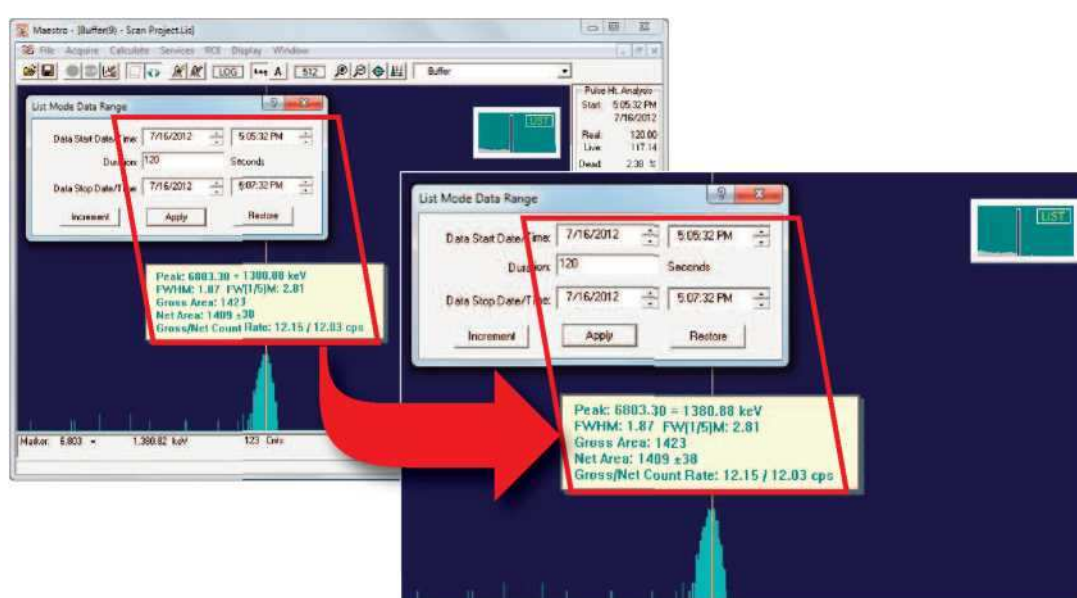 Maestro - [Buffer(9) - Scan Project.Lis]
File Acquire Calculate Services ROI Display Window
LOG A 512 Buffer
Pulse Ht. Analysis
Start: 5:05:32 PM
7/16/2012
Real: 120.00
Live: 117.14
Dead: 2.38 %
List Mode Data Range
Data Start Date/Time: 7/16/2012 5:05:32 PM
Duration: 120 Seconds
Data Stop Date/Time: 7/16/2012 5:07:32 PM
Increment Apply Restore
LIST
Peak: 6803.30 = 1380.88 keV
FWHM: 1.87 FW(1/5)M: 2.81
Gross Area: 1423
Net Area: 1409 ±38
Gross/Net Count Rate: 12.15 / 12.03 cps
Marker: 6,803 = 1,380.82 keV 123 Cnts
List Mode Data Range
Data Start Date/Time: 7/16/2012 5:05:32 PM
Duration: 120 Seconds
Data Stop Date/Time: 7/16/2012 5:07:32 PM
Increment Apply Restore
LIST
Peak: 6803.30 = 1380.88 keV
FWHM: 1.87 FW(1/5)M: 2.81
Gross Area: 1423
Net Area: 1409 ±38
Gross/Net Count Rate: 12.15 / 12.03 cps